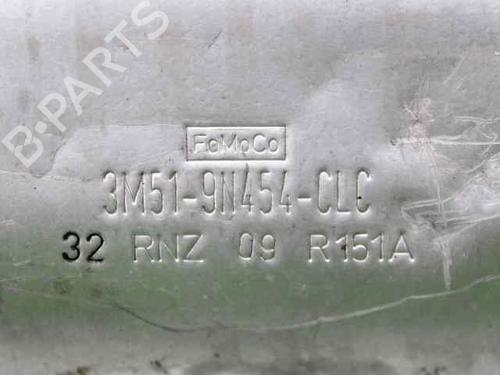 B-PARTS
FoMoCo
3M51-9N454-CLC
32 RNZ 09 R151A